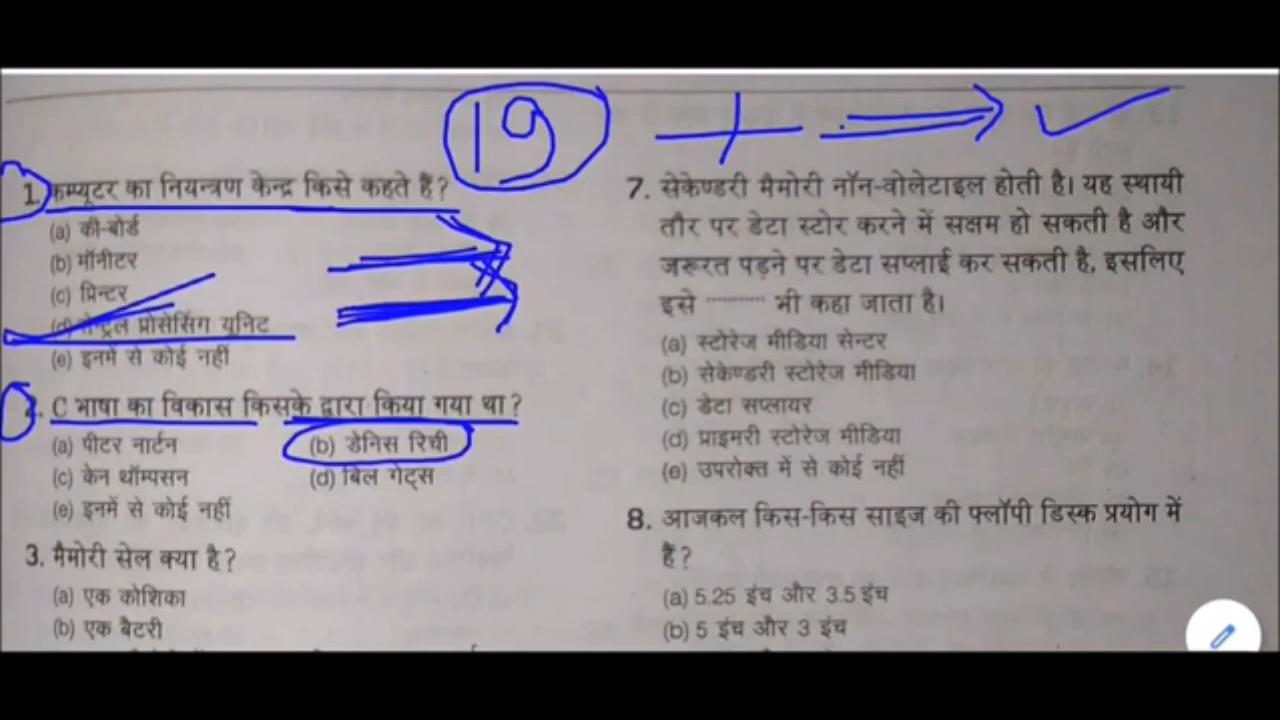 19
1. कम्प्यूटर का नियन्त्रण केन्द्र किसे कहते हैं?
(a) की-बोर्ड
(b) मॉनीटर
(c) प्रिन्टर
(d) सेन्ट्रल प्रोसेसिंग यूनिट
(e) इनमें से कोई नहीं
2. C भाषा का विकास किसके द्वारा किया गया था?
(a) पीटर नार्टन (b) डेनिस रिची
(c) केन थॉम्पसन (d) बिल गेट्स
(e) इनमें से कोई नहीं
3. मैमोरी सेल क्या है?
(a) एक कोशिका
(b) एक बैटरी
7. सेकेण्डरी मैमोरी नॉन-वोलेटाइल होती है। यह स्थायी
तौर पर डेटा स्टोर करने में सक्षम हो सकती है और
जरूरत पड़ने पर डेटा सप्लाई कर सकती है, इसलिए
इसे ........... भी कहा जाता है।
(a) स्टोरेज मीडिया सेन्टर
(b) सेकेण्डरी स्टोरेज मीडिया
(c) डेटा सप्लायर
(d) प्राइमरी स्टोरेज मीडिया
(e) उपरोक्त में से कोई नहीं
8. आजकल किस-किस साइज की फ्लॉपी डिस्क प्रयोग में
हैं?
(a) 5.25 इंच और 3.5 इंच
(b) 5 इंच और 3 इंच